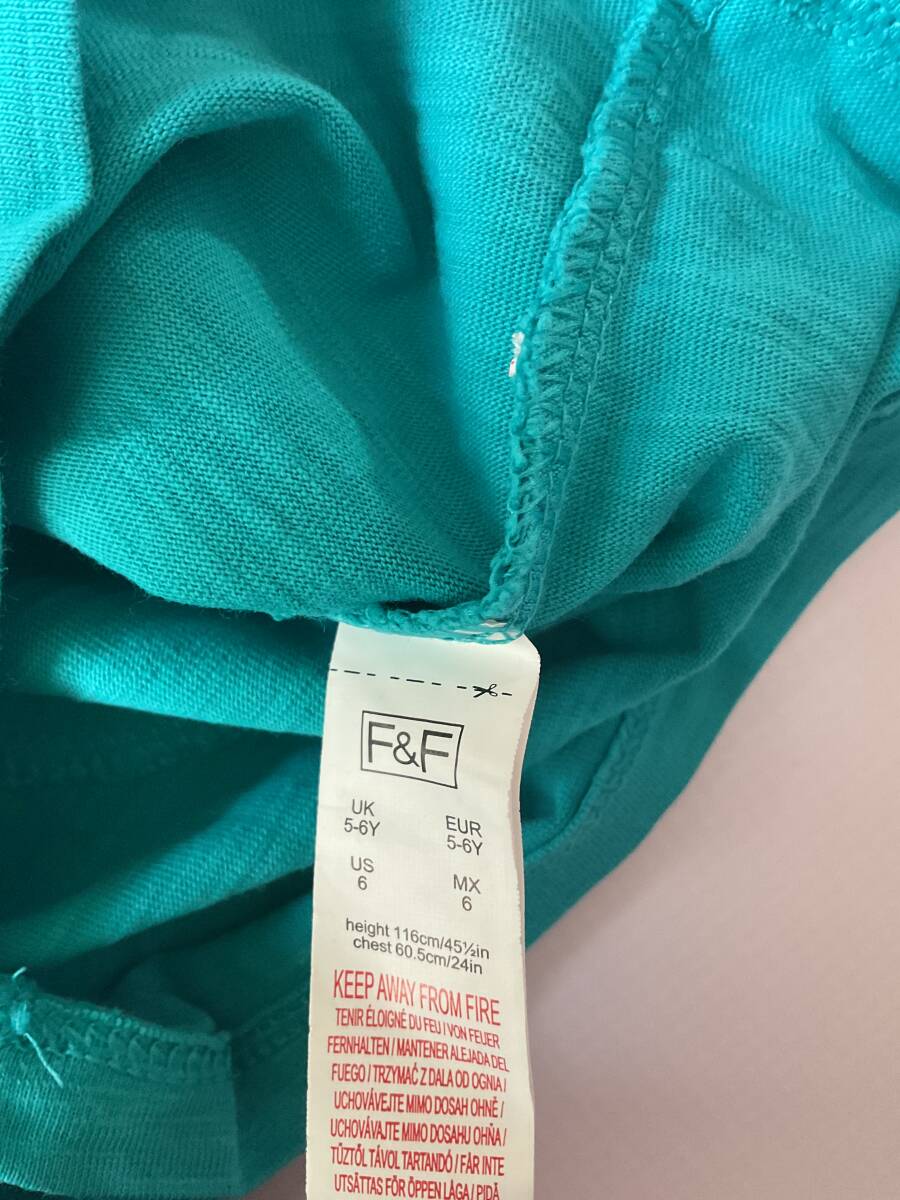 F&F
UK
5-6Y
EUR
5-6Y
US
6
MX
6
height 116cm/45½in
chest 60.5cm/24in
KEEP AWAY FROM FIRE
TENIR ÉLOIGNÉ DU FEU / VON FEUER
FERNHALTEN / MANTENER ALEJADA DEL
FUEGO / TRZYMAĆ Z DALA OD OGNIA /
UCHOVÁVEJTE MIMO DOSAH OHNĚ /
UCHOVÁVAJTE MIMO DOSAHU OHŇA /
TŰZTŐL TÁVOL TARTANDÓ / FÅR INTE
UTSÄTTAS FÖR ÖPPEN LÅGA / PIDÄ